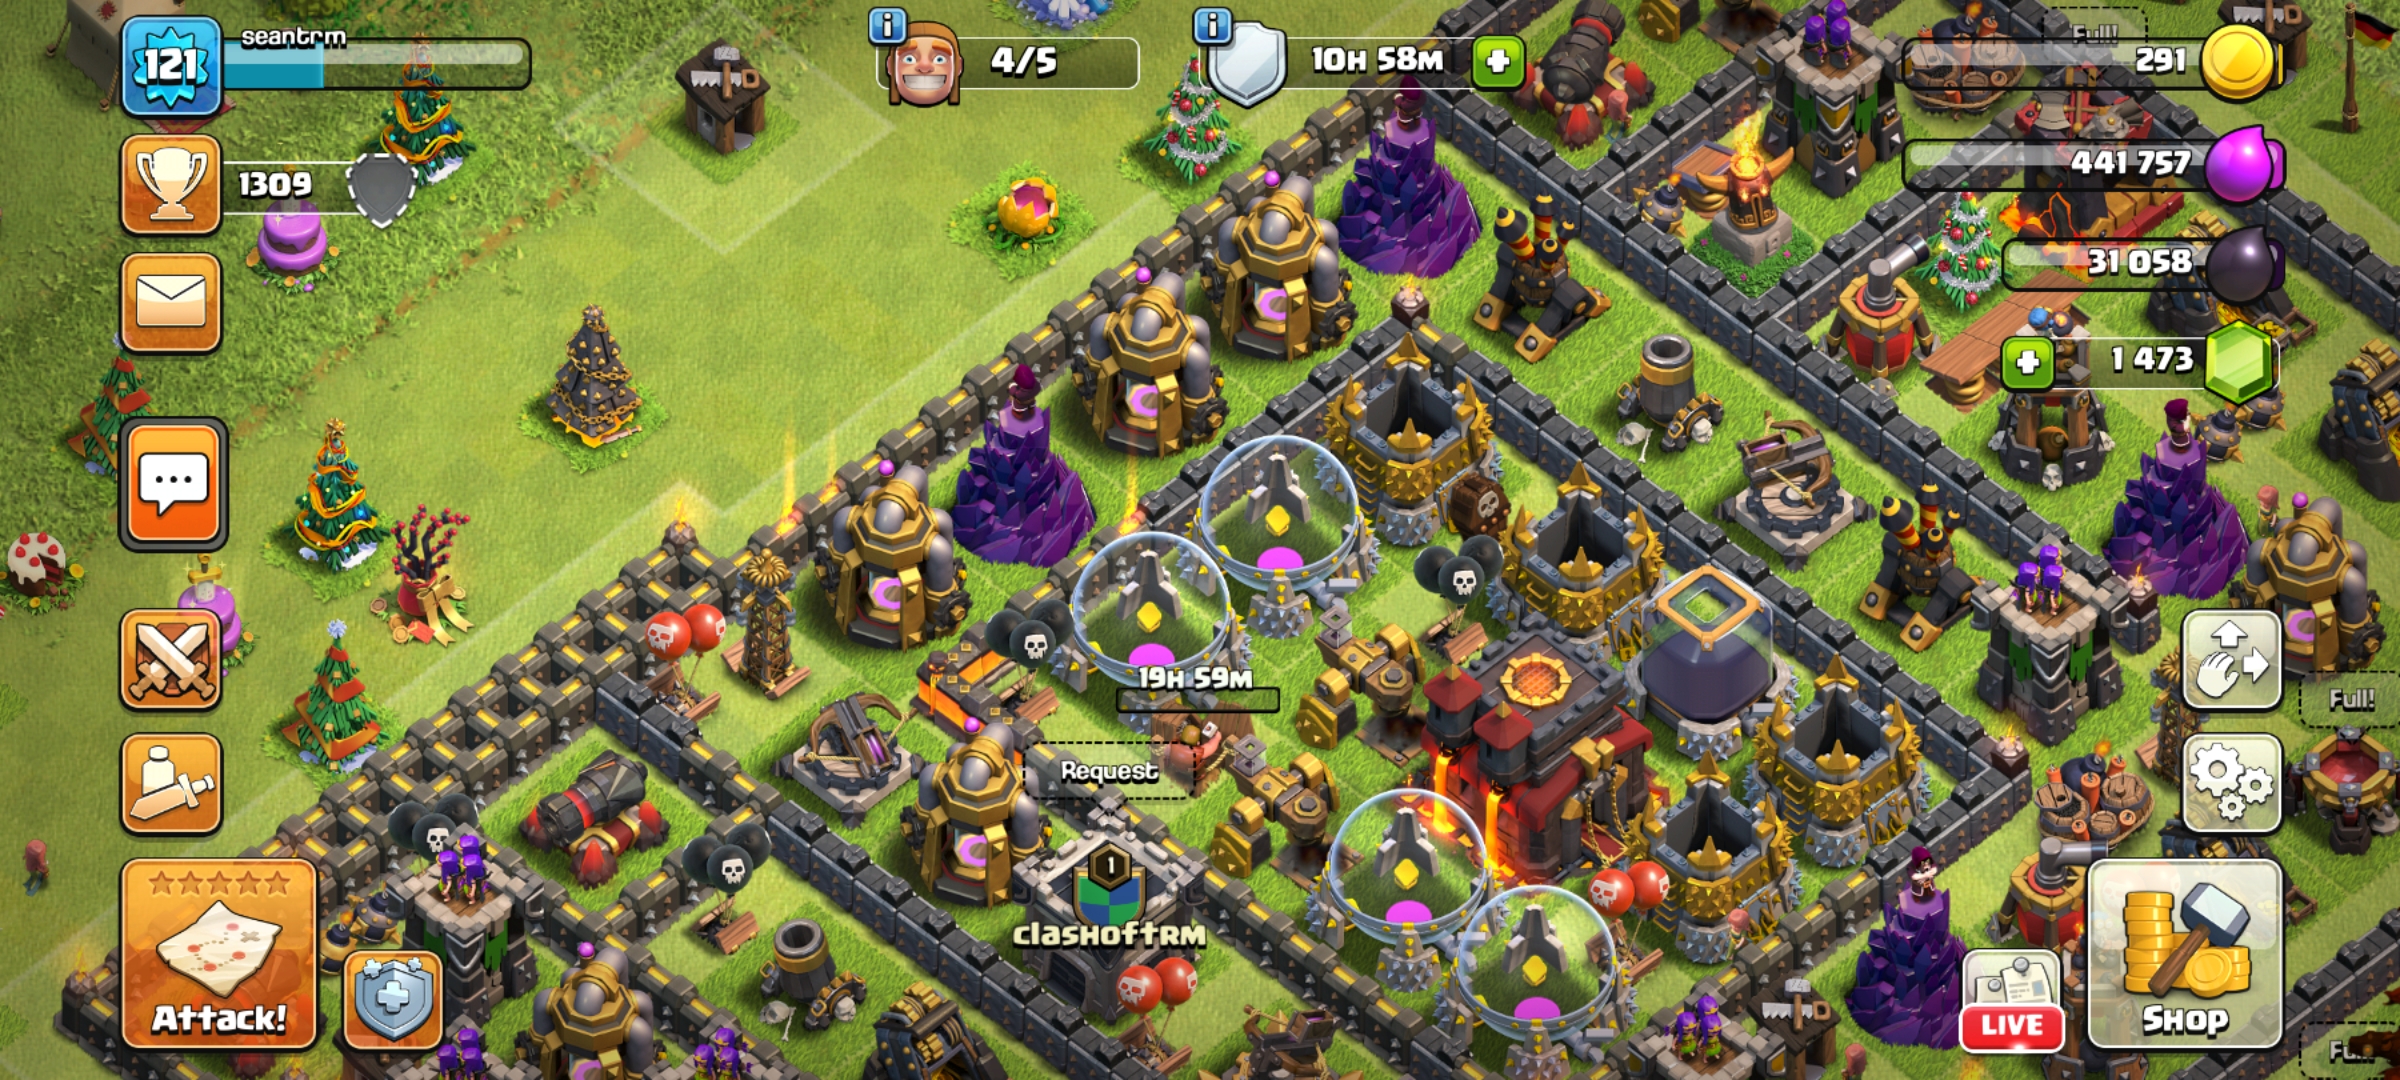 121
seantrm
4/5
10H 58M
Full!
291
1309
441 757
31 058
1 473
19H 59M
Full!
Request
1
clashoftRM
Attack!
LIVE
Shop